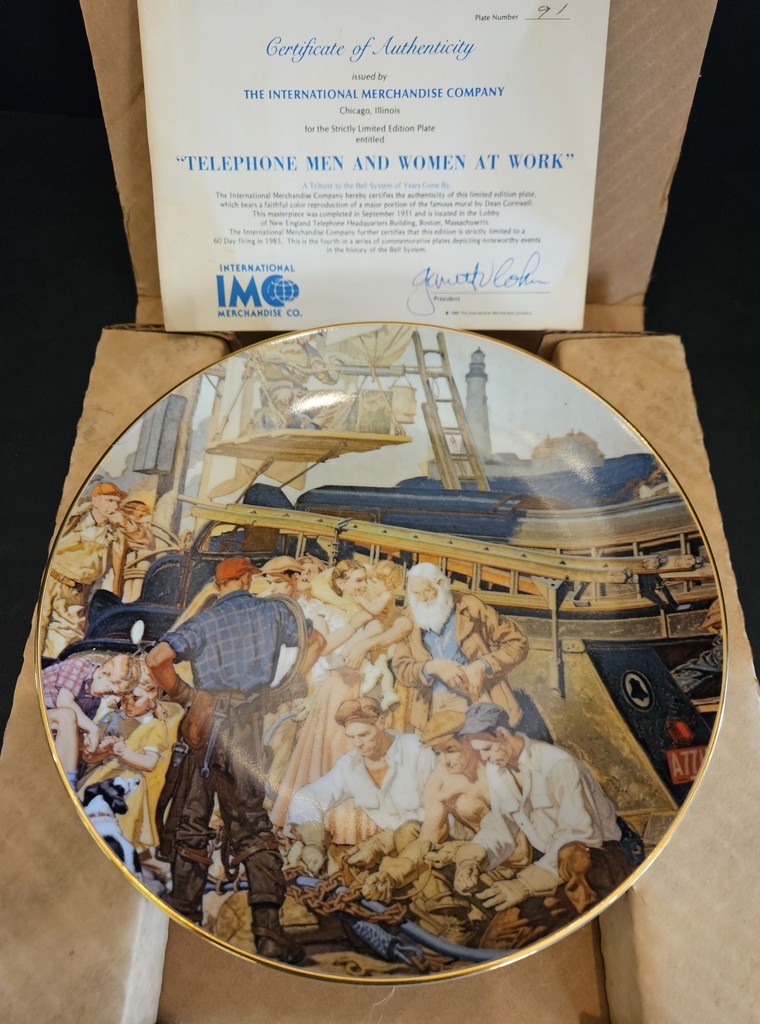 Plate Number 91
Certificate of Authenticity
issued by
THE INTERNATIONAL MERCHANDISE COMPANY
Chicago, Illinois
for the Strictly Limited Edition Plate
entitled
"TELEPHONE MEN AND WOMEN AT WORK"
A Tribute to the Bell System of Years Gone By.
The International Merchandise Company hereby certifies the authenticity of this limited edition plate,
which bears a faithful color reproduction of a major portion of the famous mural by Dean Cornwell.
This masterpiece was completed in September 1951 and is located in the Lobby
of New England Telephone Headquarters Building, Boston, Massachusetts.
The International Merchandise Company further certifies that this edition is strictly limited to a
60 Day firing in 1985. This is the fourth in a series of commemorative plates depicting noteworthy events
in the history of the Bell System.
INTERNATIONAL
IMCO
MERCHANDISE CO.
President
The International Merchandise Company
A77